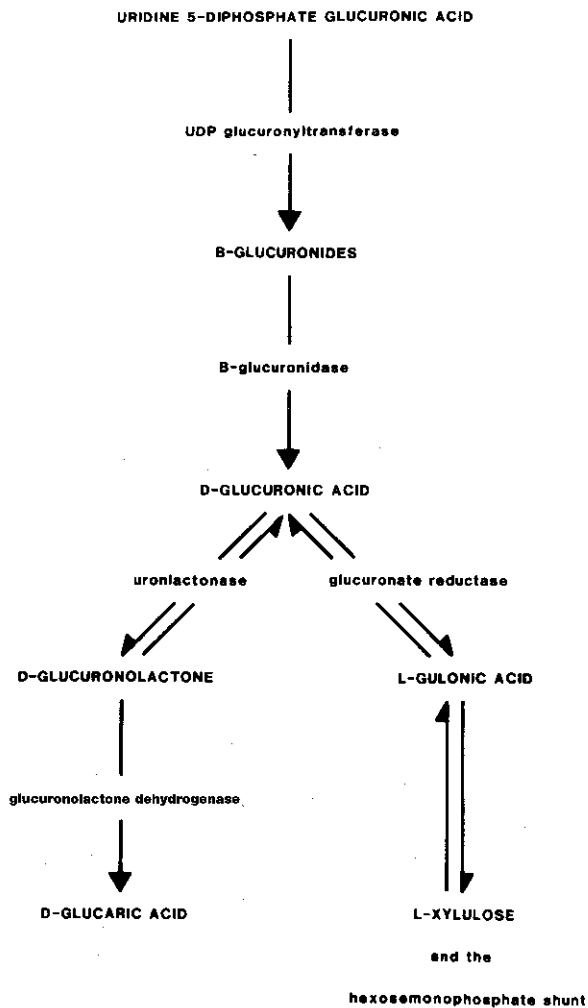 URIDINE 5-DIPHOSPHATE GLUCURONIC ACID
UDP glucuronyltransferase
B-GLUCURONIDES
B-glucuronidase
D-GLUCURONIC ACID
uronlactonase
glucuronate reductase
D-GLUCURONOLACTONE
L-GULONIC ACID
glucuronolactone dehydrogenase
D-GLUCARIC ACID
L-XYLULOSE
and the
hexosemonophosphate shunt